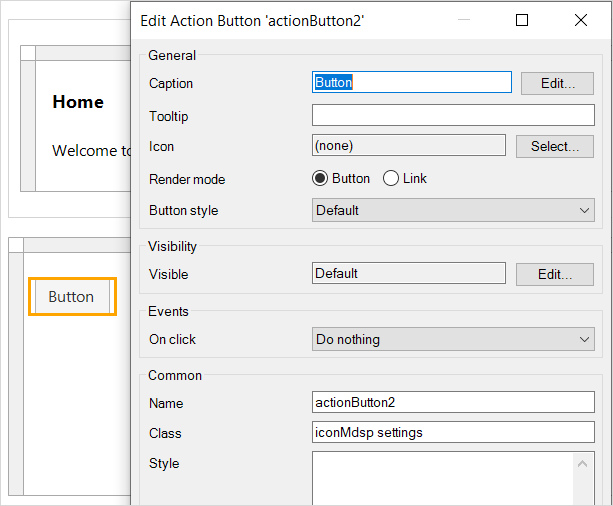 Edit Action Button 'actionButton2'
Home
Welcome to
Button
General
Caption Button Edit...
Tooltip
Icon (none) Select...
Render mode Button Link
Button style Default
Visibility
Visible Default Edit...
Events
On click Do nothing
Common
Name actionButton2
Class iconMdsp settings
Style